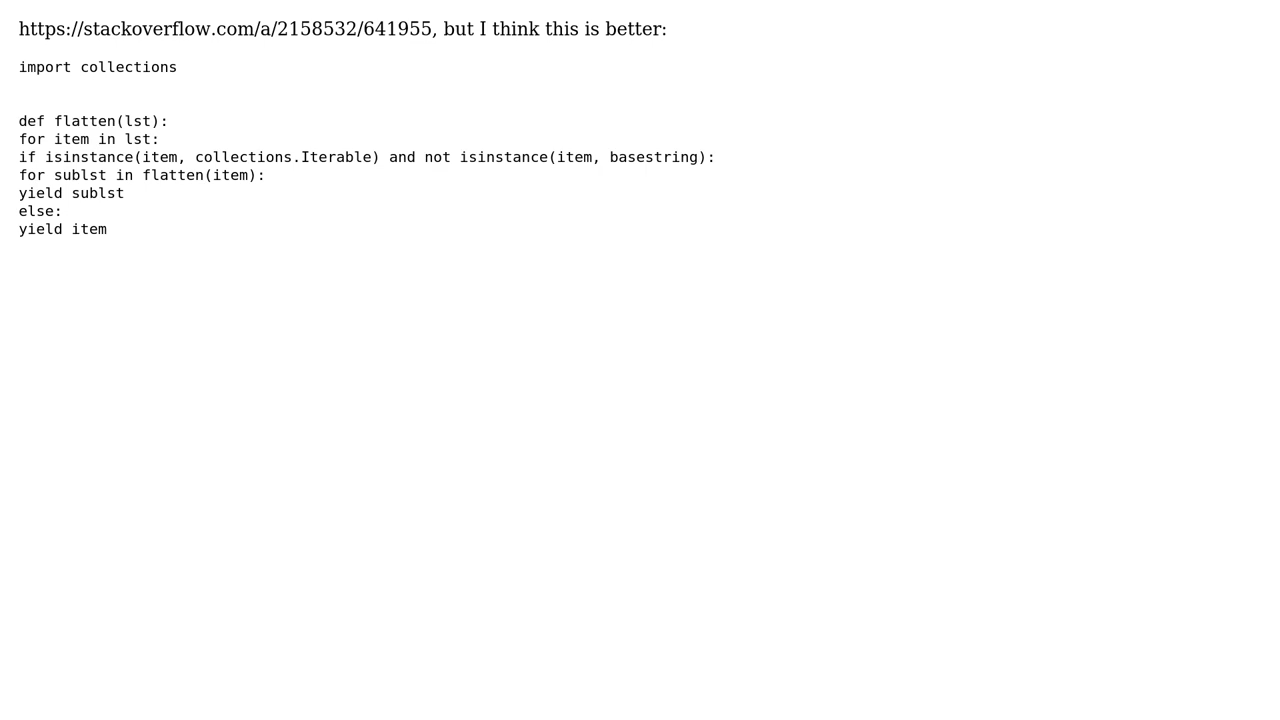 https://stackoverflow.com/a/2158532/641955, but I think this is better:
import collections
def flatten(lst):
for item in lst:
if isinstance(item, collections.Iterable) and not isinstance(item, basestring):
for sublst in flatten(item):
yield sublst
else:
yield item